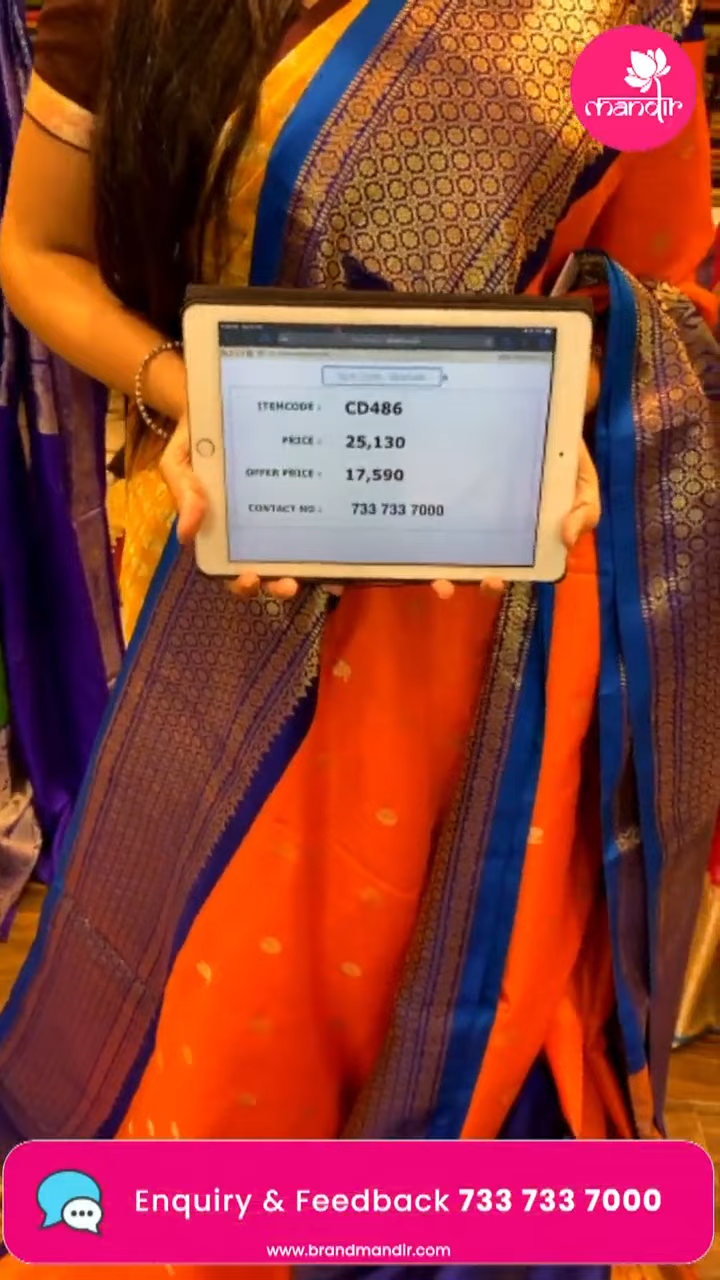 mandir
ITEMCODE : CD486
PRICE : 25,130
OFFER PRICE : 17,590
CONTACT NO : 733 733 7000
Enquiry & Feedback 733 733 7000
www.brandmandir.com